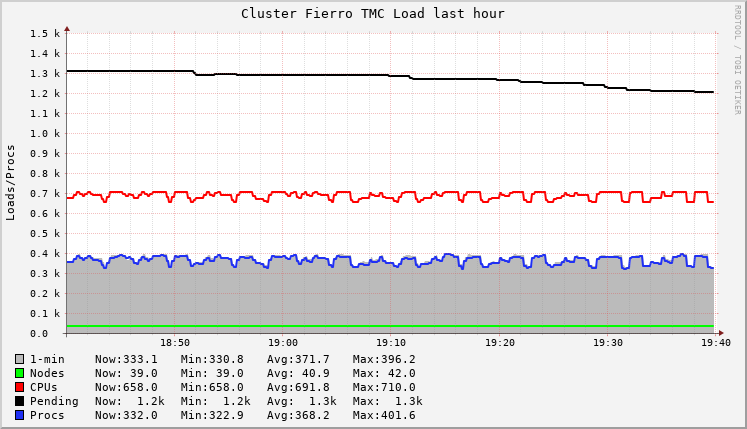 Cluster Fierro TMC Load last hour
RRDTOOL / TOBI OETIKER
Loads/Procs
1.5 k
1.4 k
1.3 k
1.2 k
1.1 k
1.0 k
0.9 k
0.8 k
0.7 k
0.6 k
0.5 k
0.4 k
0.3 k
0.2 k
0.1 k
0.0
18:50 19:00 19:10 19:20 19:30 19:40
1-min Now:333.1 Min:330.8 Avg:371.7 Max:396.2
Nodes Now: 39.0 Min: 39.0 Avg: 40.9 Max: 42.0
CPUs Now:658.0 Min:658.0 Avg:691.8 Max:710.0
Pending Now: 1.2k Min: 1.2k Avg: 1.3k Max: 1.3k
Procs Now:332.0 Min:322.9 Avg:368.2 Max:401.6